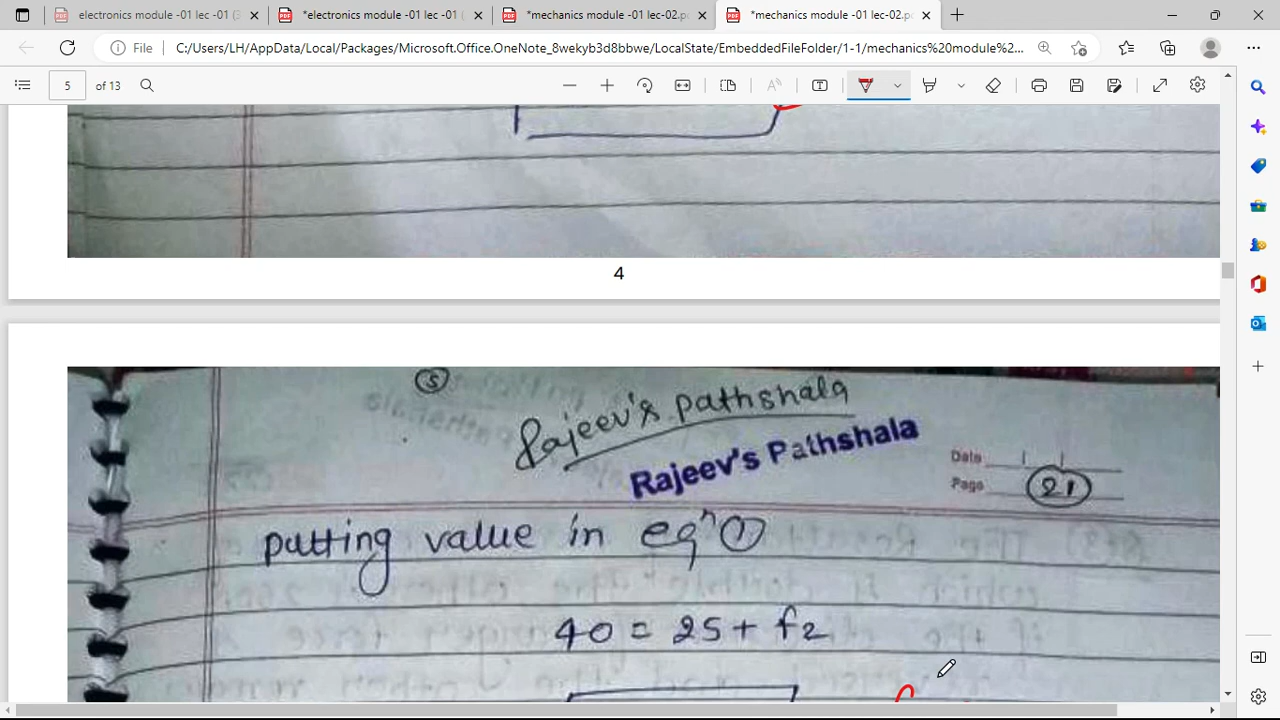 electronics module -01 lec -01 (
*electronics module -01 lec -01 (
*mechanics module -01 lec-02.p
*mechanics module -01 lec-02.p
File
C:/Users/LH/AppData/Local/Packages/Microsoft.Office.OneNote_8wekyb3d8bbwe/LocalState/EmbeddedFileFolder/1-1/mechanics%20module%2...
5 of 13
4
5
Rajeev's pathshala
Rajeev's Pathshala
Date
Page 21
putting value in eqn 1
40 = 25 + f2